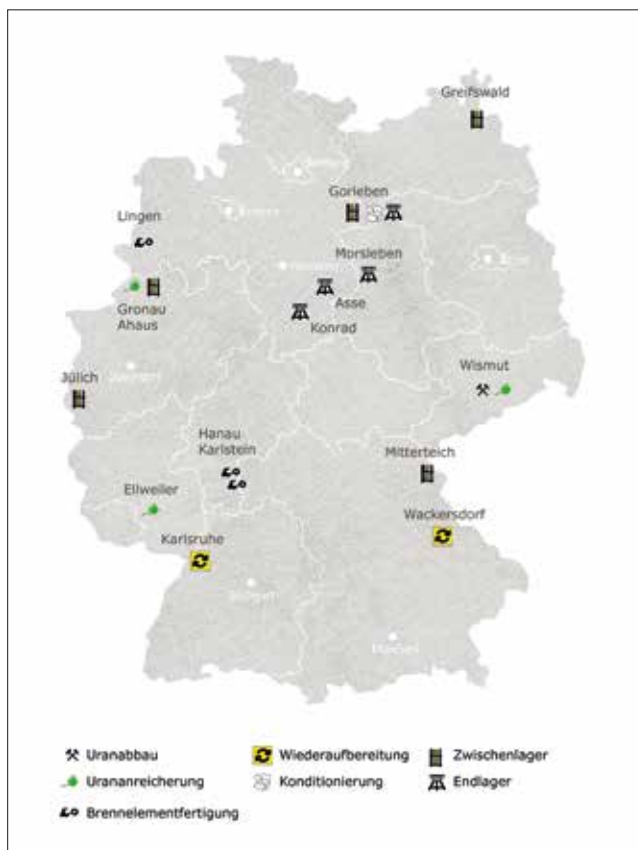 Greifswald
Gorleben
Lingen
Morsleben
Asse
Gronau
Ahaus
Konrad
Jülich
Wismut
Hanau
Karlstein
Mitterteich
Ellweiler
Wackersdorf
Karlsruhe
Uranabbau
Wiederaufbereitung
Zwischenlager
Urananreicherung
Konditionierung
Endlager
Brennelementfertigung